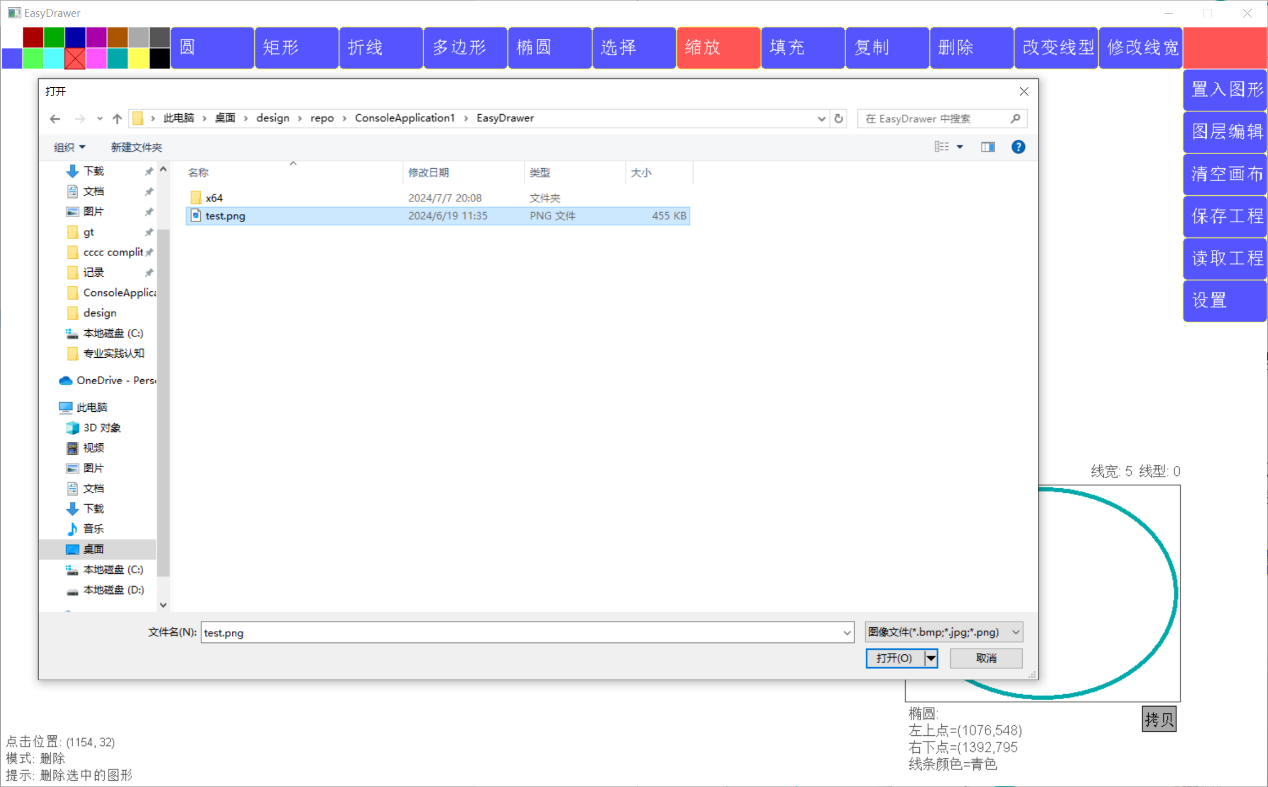 EasyDrawer
圆 矩形 折线 多边形 椭圆 选择 缩放 填充 复制 删除 改变线型 修改线宽
置入图形
图层编辑
清空画布
保存工程
读取工程
设置
打开
此电脑 › 桌面 › design › repo › ConsoleApplication1 › EasyDrawer
在 EasyDrawer 中搜索
组织 新建文件夹
下载
文档
图片
gt
cccc complit
记录
ConsoleApplica
design
本地磁盘 (C:)
专业实践认知
OneDrive - Pers
此电脑
3D 对象
视频
图片
文档
下载
音乐
桌面
本地磁盘 (C:)
本地磁盘 (D:)
名称 修改日期 类型 大小
x64 2024/7/7 20:08 文件夹
test.png 2024/6/19 11:35 PNG 文件 455 KB
文件名(N): test.png 图像文件(*.bmp;*.jpg;*.png)
打开(O) 取消
线宽: 5 线型: 0
椭圆:
左上点=(1076,548)
右下点=(1392,795
线条颜色=青色
拷贝
点击位置: (1154, 32)
模式: 删除
提示: 删除选中的图形